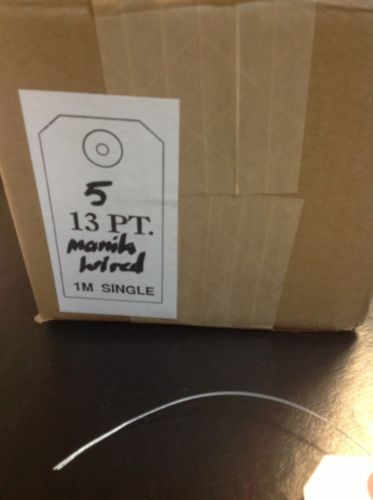 5
13 PT.
manila
wired
1M SINGLE